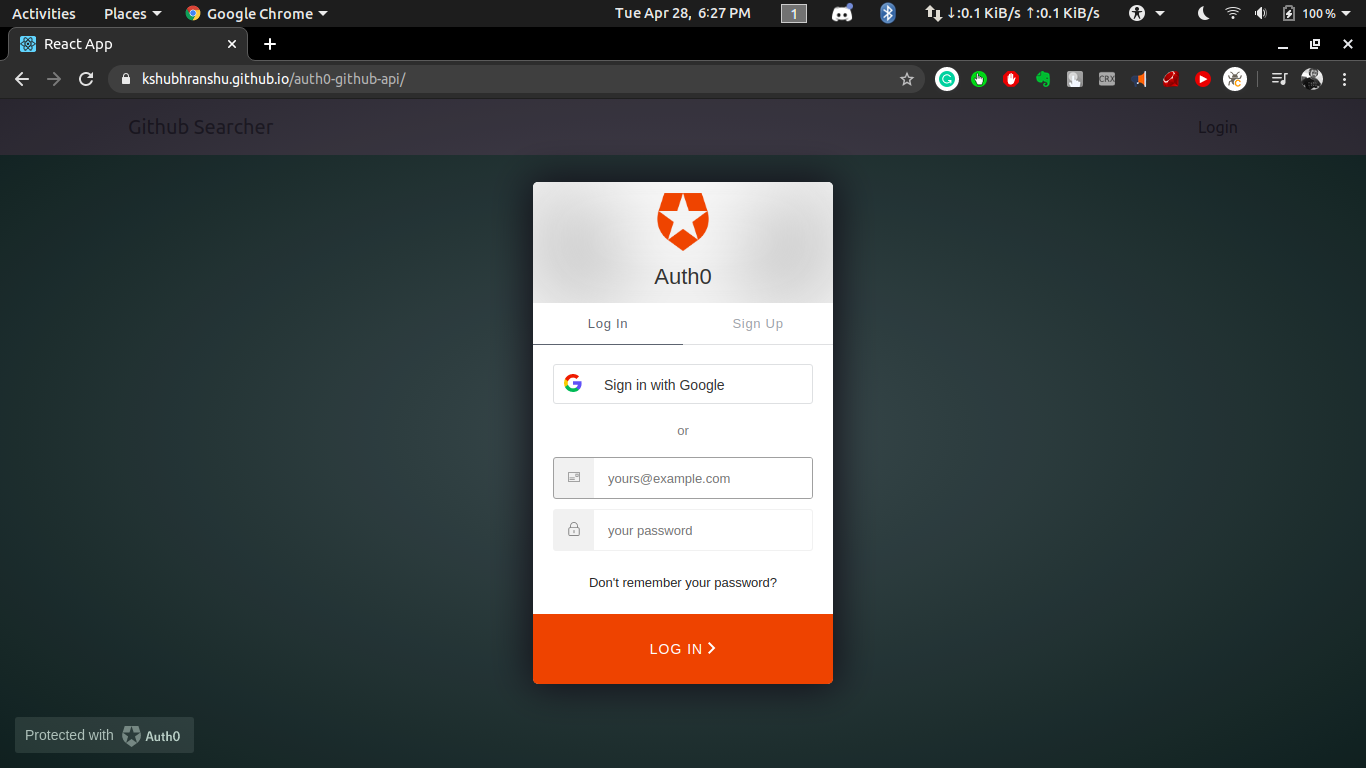 Activities Places Google Chrome Tue Apr 28, 6:27 PM 1 ↓:0.1 KiB/s ↑:0.1 KiB/s 100 %
React App
kshubhranshu.github.io/auth0-github-api/ CRX
Github Searcher Login
Auth0
Log In Sign Up
Sign in with Google
or
yours@example.com
your password
Don't remember your password?
LOG IN
Protected with Auth0